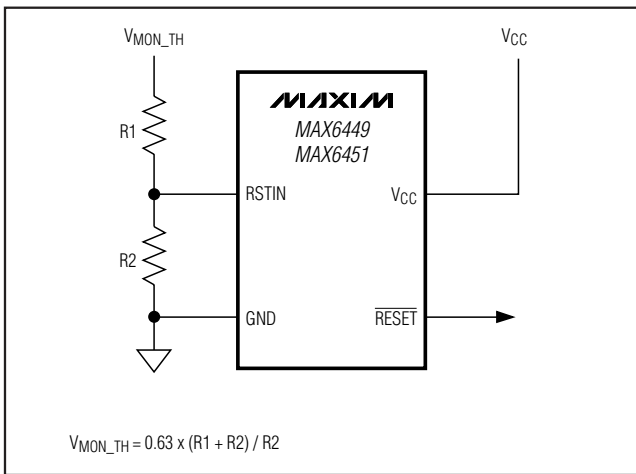 VMON_TH
VCC
R1
MAXIM
MAX6449
MAX6451
RSTIN
VCC
R2
GND
RESET
VMON_TH = 0.63 x (R1 + R2) / R2